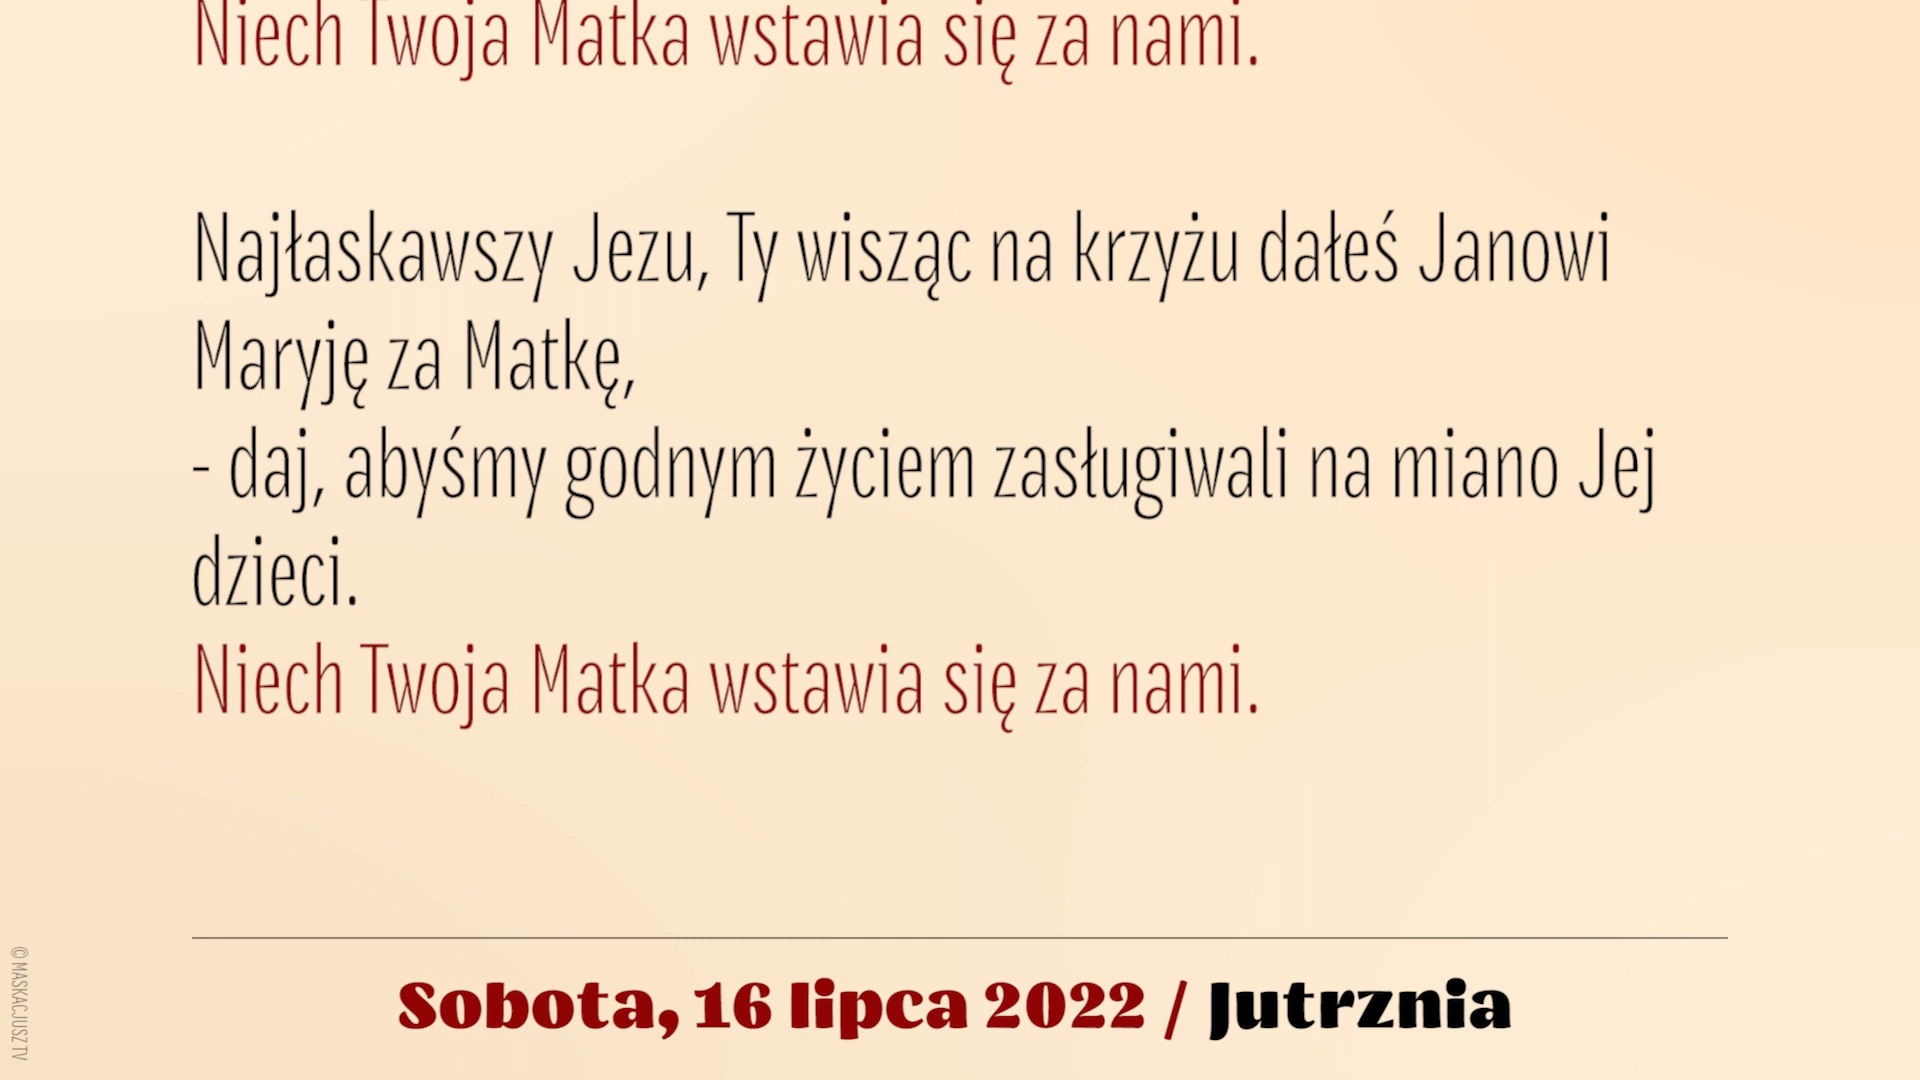 Niech Twoja Matka wstawia się za nami.
Najłaskawszy Jezu, Ty wisząc na krzyżu dałeś Janowi
Maryję za Matkę,
- daj, abyśmy godnym życiem zasługiwali na miano Jej
dzieci.
Niech Twoja Matka wstawia się za nami.
Sobota, 16 lipca 2022 / Jutrznia
© MASKACJUSZ TV